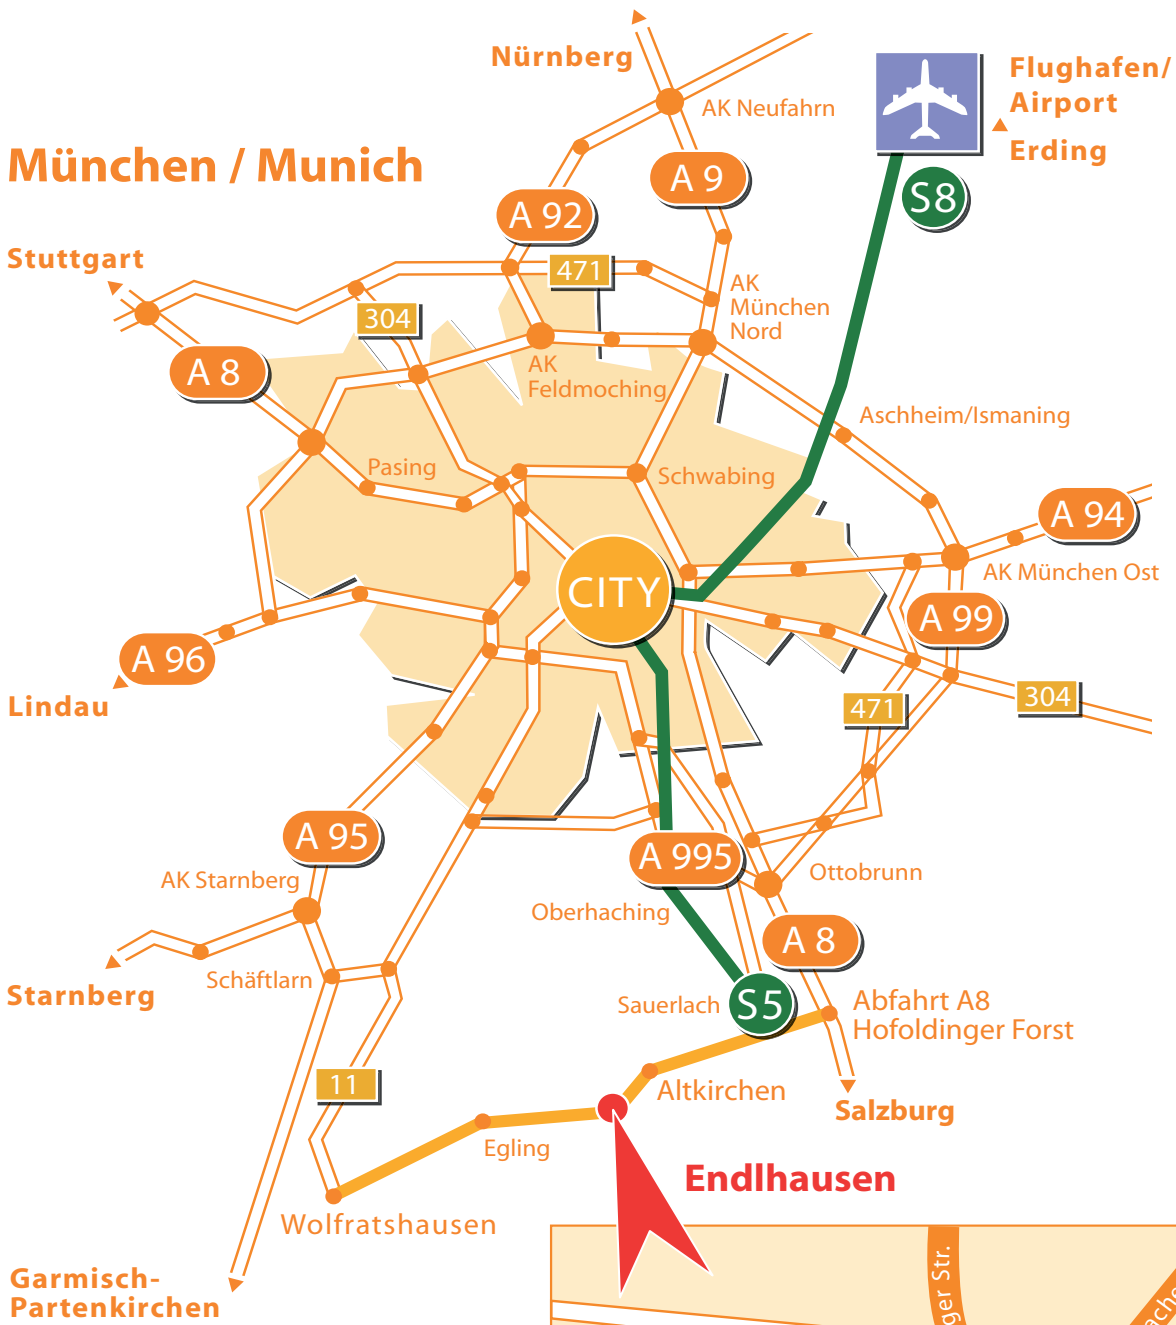 Nürnberg
Flughafen/
Airport
Erding
AK Neufahrn
München / Munich
A 9
S8
A 92
Stuttgart
471
AK
München
Nord
304
A 8
AK
Feldmoching
Aschheim/Ismaning
Pasing
Schwabing
A 94
AK München Ost
CITY
A 99
A 96
Lindau
471
304
A 95
A 995
Ottobrunn
AK Starnberg
Oberhaching
A 8
Schäftlarn
Starnberg
Sauerlach
S5
Abfahrt A8
Hofoldinger Forst
11
Altkirchen
Salzburg
Egling
Endlhausen
Wolfratshausen
Garmisch-
Partenkirchen
ger Str.
ache